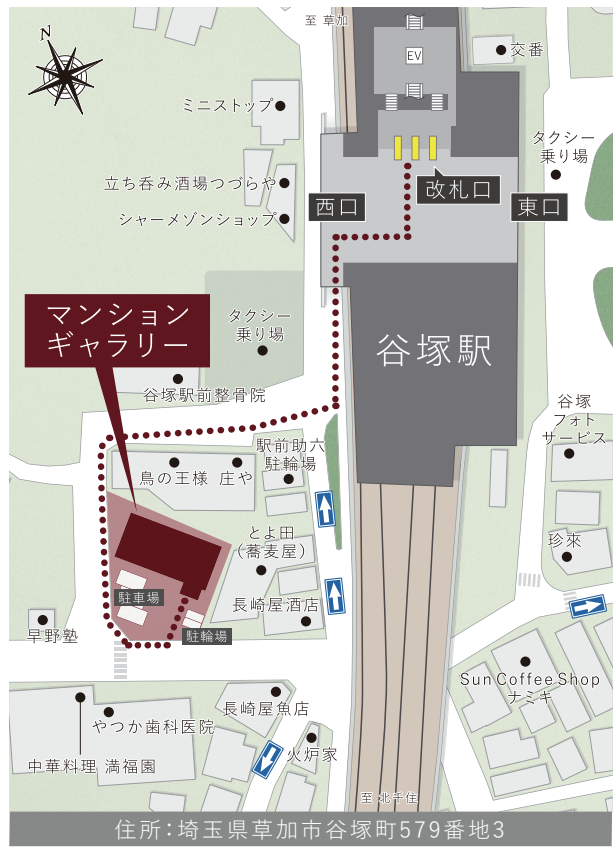 至 草加
N
EV
交番
ミニストップ
タクシー
乗り場
立ち呑み酒場つづらや
改札口
西口
東口
シャーメゾンショップ
マンション
ギャラリー
タクシー
乗り場
谷塚駅
谷塚駅前整骨院
谷塚
フォト
サービス
駅前助六
駐輪場
鳥の王様 庄や
とよ田
(蕎麦屋)
珍來
駐車場
長崎屋酒店
早野塾
駐輪場
Sun Coffee Shop
ナミキ
長崎屋魚店
やつか歯科医院
火炉家
中華料理 満福園
至 北千住
住所:埼玉県草加市谷塚町579番地3